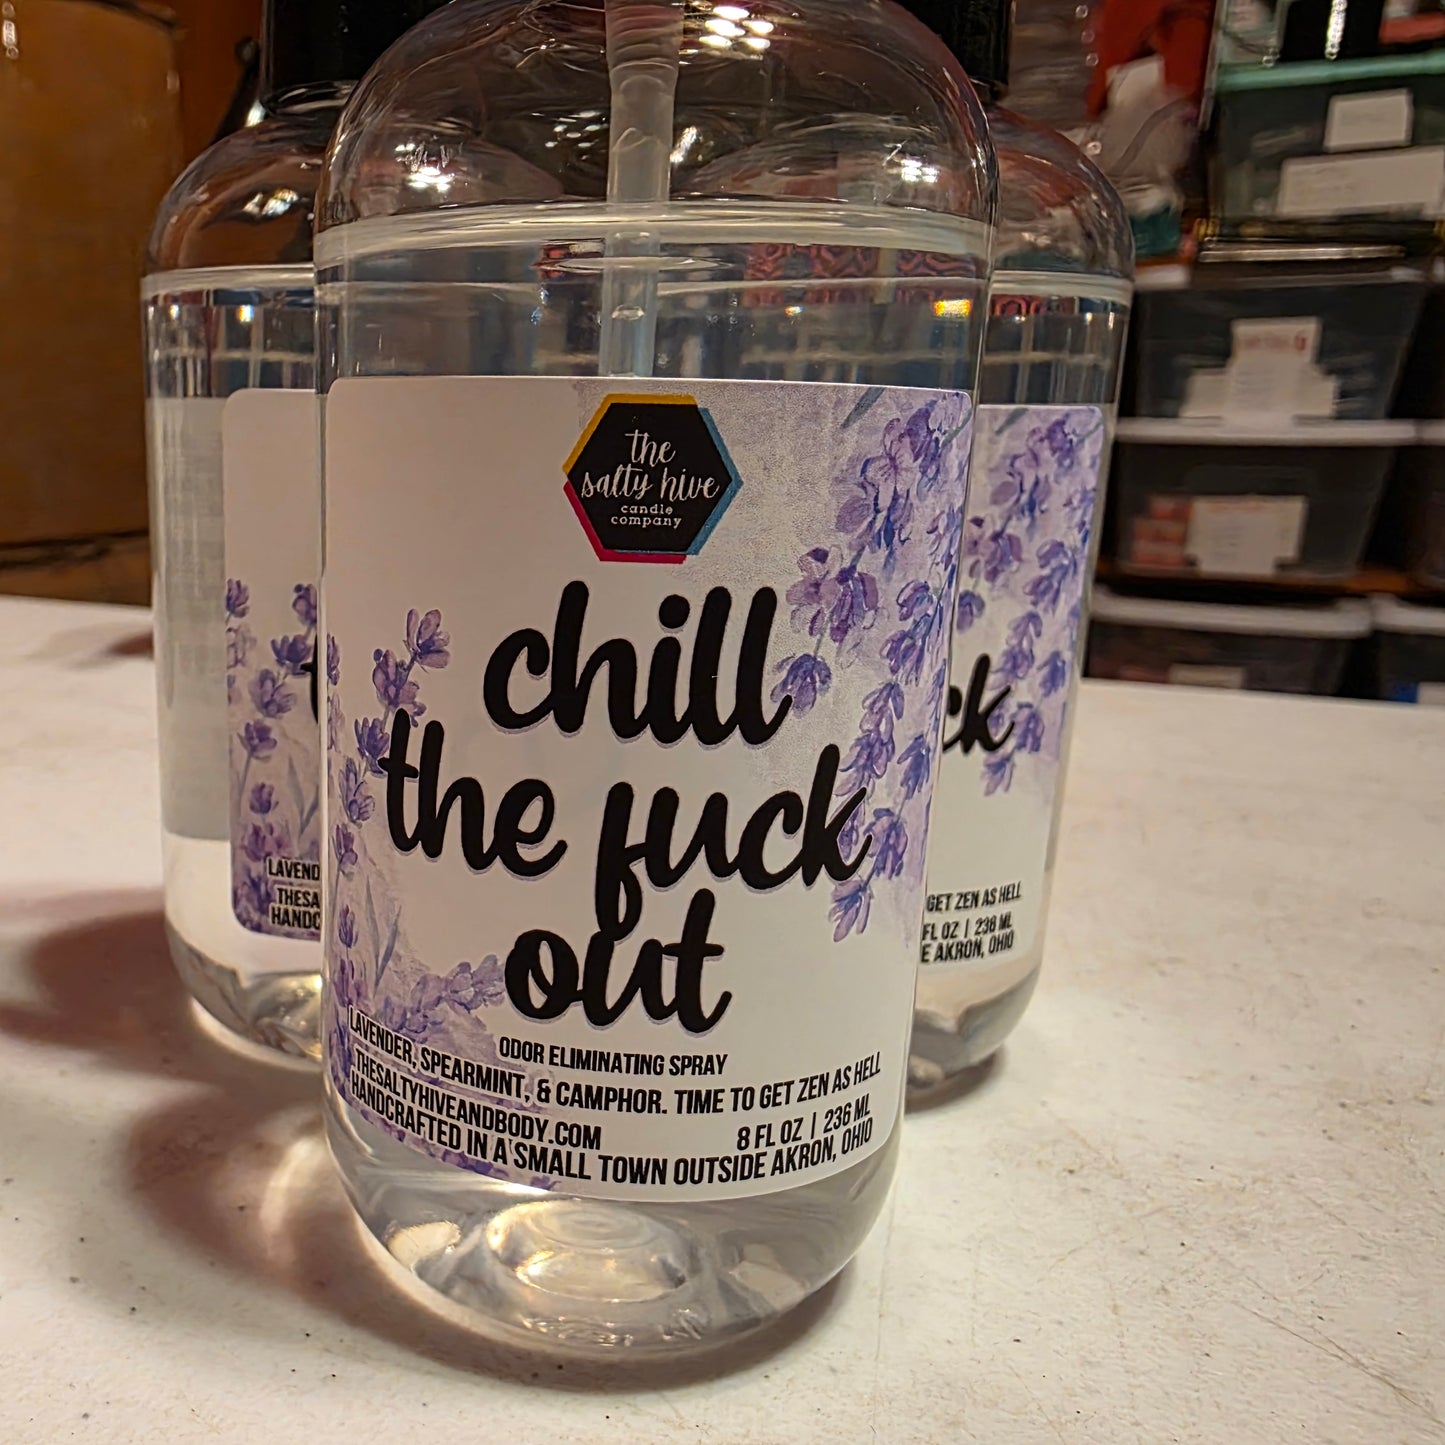 the
salty hive
candle
company
chill
the fuck
out
ODOR ELIMINATING SPRAY
LAVENDER, SPEARMINT, & CAMPHOR. TIME TO GET ZEN AS HELL
THESALTYHIVEANDBODY.COM 8 FL OZ | 236 ML
HANDCRAFTED IN A SMALL TOWN OUTSIDE AKRON, OHIO
LAVEND
THESA
HANDC
ck
GET ZEN AS HELL
FL OZ | 236 ML
E AKRON, OHIO